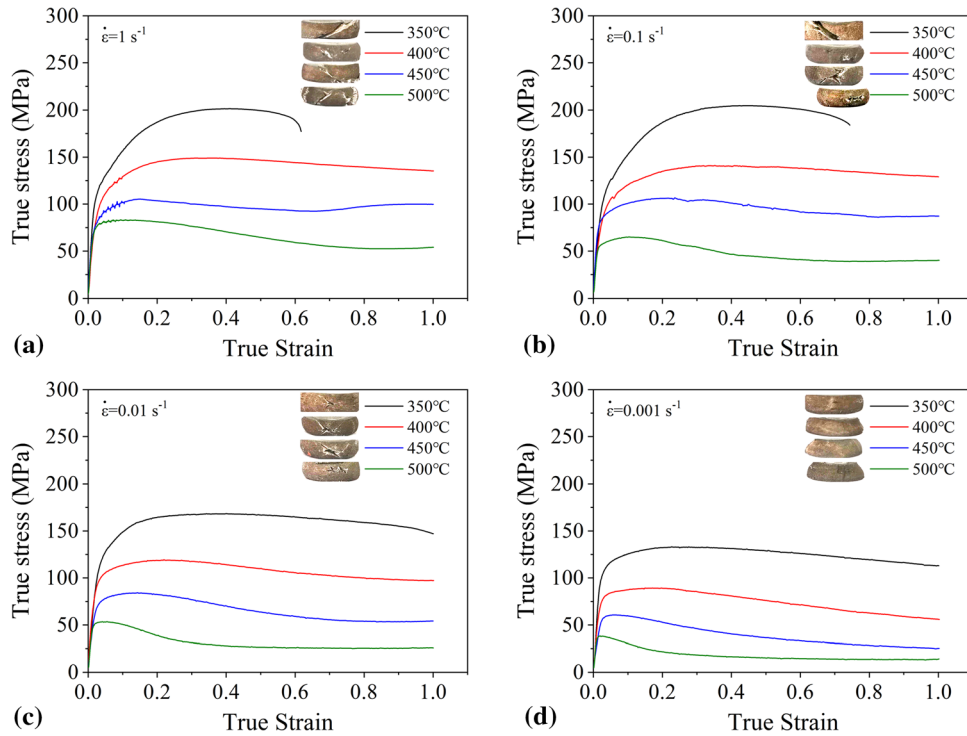 ε̇=1 s⁻¹
350℃
400℃
450℃
500℃
300
250
200
150
100
50
0
True stress (MPa)
0.0 0.2 0.4 0.6 0.8 1.0
True Strain
(a)
ε̇=0.1 s⁻¹
350℃
400℃
450℃
500℃
300
250
200
150
100
50
0
True stress (MPa)
0.0 0.2 0.4 0.6 0.8 1.0
True Strain
(b)
ε̇=0.01 s⁻¹
350℃
400℃
450℃
500℃
300
250
200
150
100
50
0
True stress (MPa)
0.0 0.2 0.4 0.6 0.8 1.0
True Strain
(c)
ε̇=0.001 s⁻¹
350℃
400℃
450℃
500℃
300
250
200
150
100
50
0
True stress (MPa)
0.0 0.2 0.4 0.6 0.8 1.0
True Strain
(d)